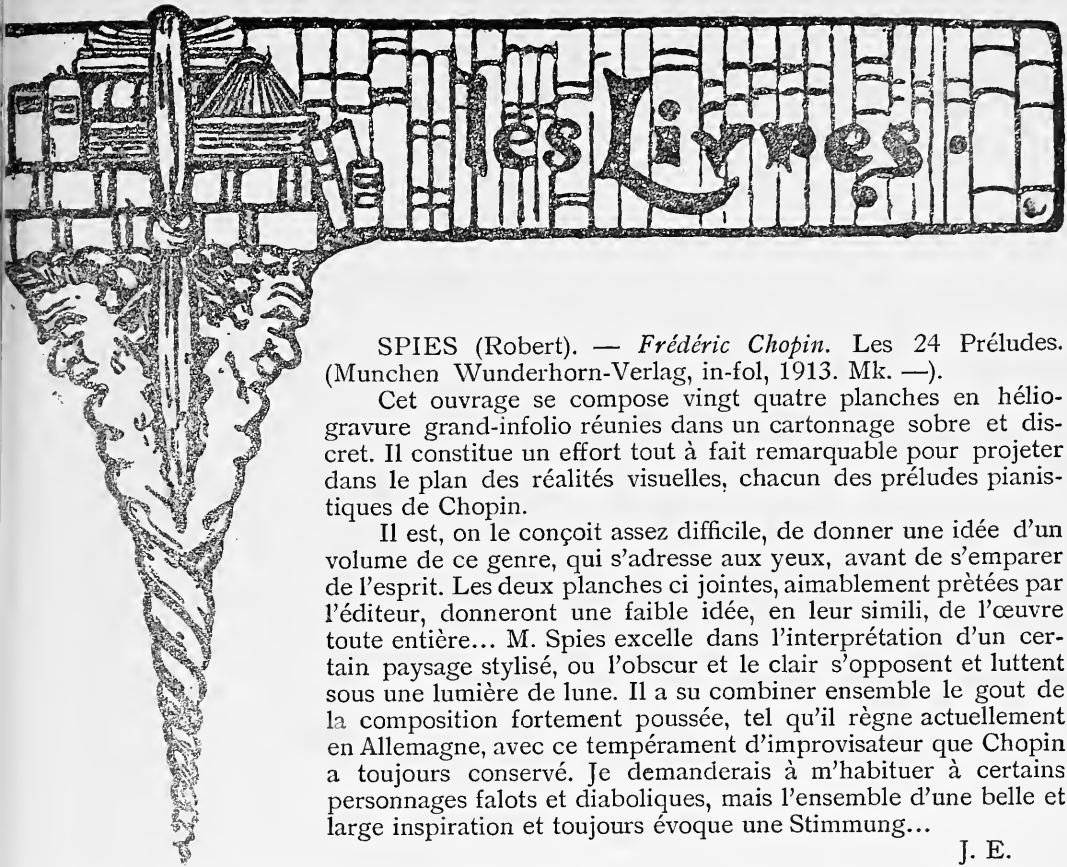 les Livres.
SPIES (Robert). — Frédéric Chopin. Les 24 Préludes.
(Munchen Wunderhorn-Verlag, in-fol, 1913. Mk. —).
Cet ouvrage se compose vingt quatre planches en hélio-
gravure grand-infolio réunies dans un cartonnage sobre et dis-
cret. Il constitue un effort tout à fait remarquable pour projeter
dans le plan des réalités visuelles, chacun des préludes pianis-
tiques de Chopin.
Il est, on le conçoit assez difficile, de donner une idée d'un
volume de ce genre, qui s'adresse aux yeux, avant de s'emparer
de l'esprit. Les deux planches ci jointes, aimablement prètées par
l'éditeur, donneront une faible idée, en leur simili, de l'œuvre
toute entière... M. Spies excelle dans l'interprétation d'un cer-
tain paysage stylisé, ou l'obscur et le clair s'opposent et luttent
sous une lumière de lune. Il a su combiner ensemble le gout de
la composition fortement poussée, tel qu'il règne actuellement
en Allemagne, avec ce tempérament d'improvisateur que Chopin
a toujours conservé. Je demanderais à m'habituer à certains
personnages falots et diaboliques, mais l'ensemble d'une belle et
large inspiration et toujours évoque une Stimmung...
J. E.